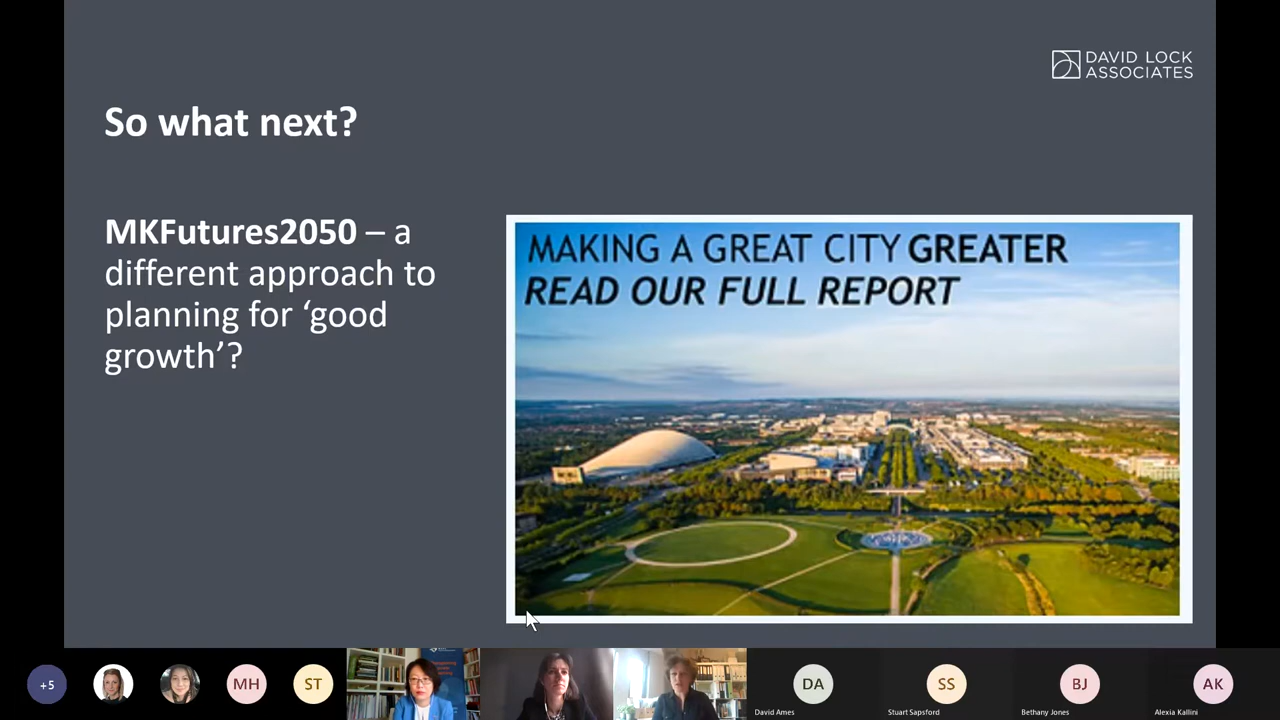 DAVID LOCK
ASSOCIATES
So what next?
MKFutures2050 – a
different approach to
planning for ‘good
growth’?
MAKING A GREAT CITY GREATER
READ OUR FULL REPORT
+5
MH
ST
DA
David Ames
SS
Stuart Sapsford
BJ
Bethany Jones
AK
Alexia Kallini